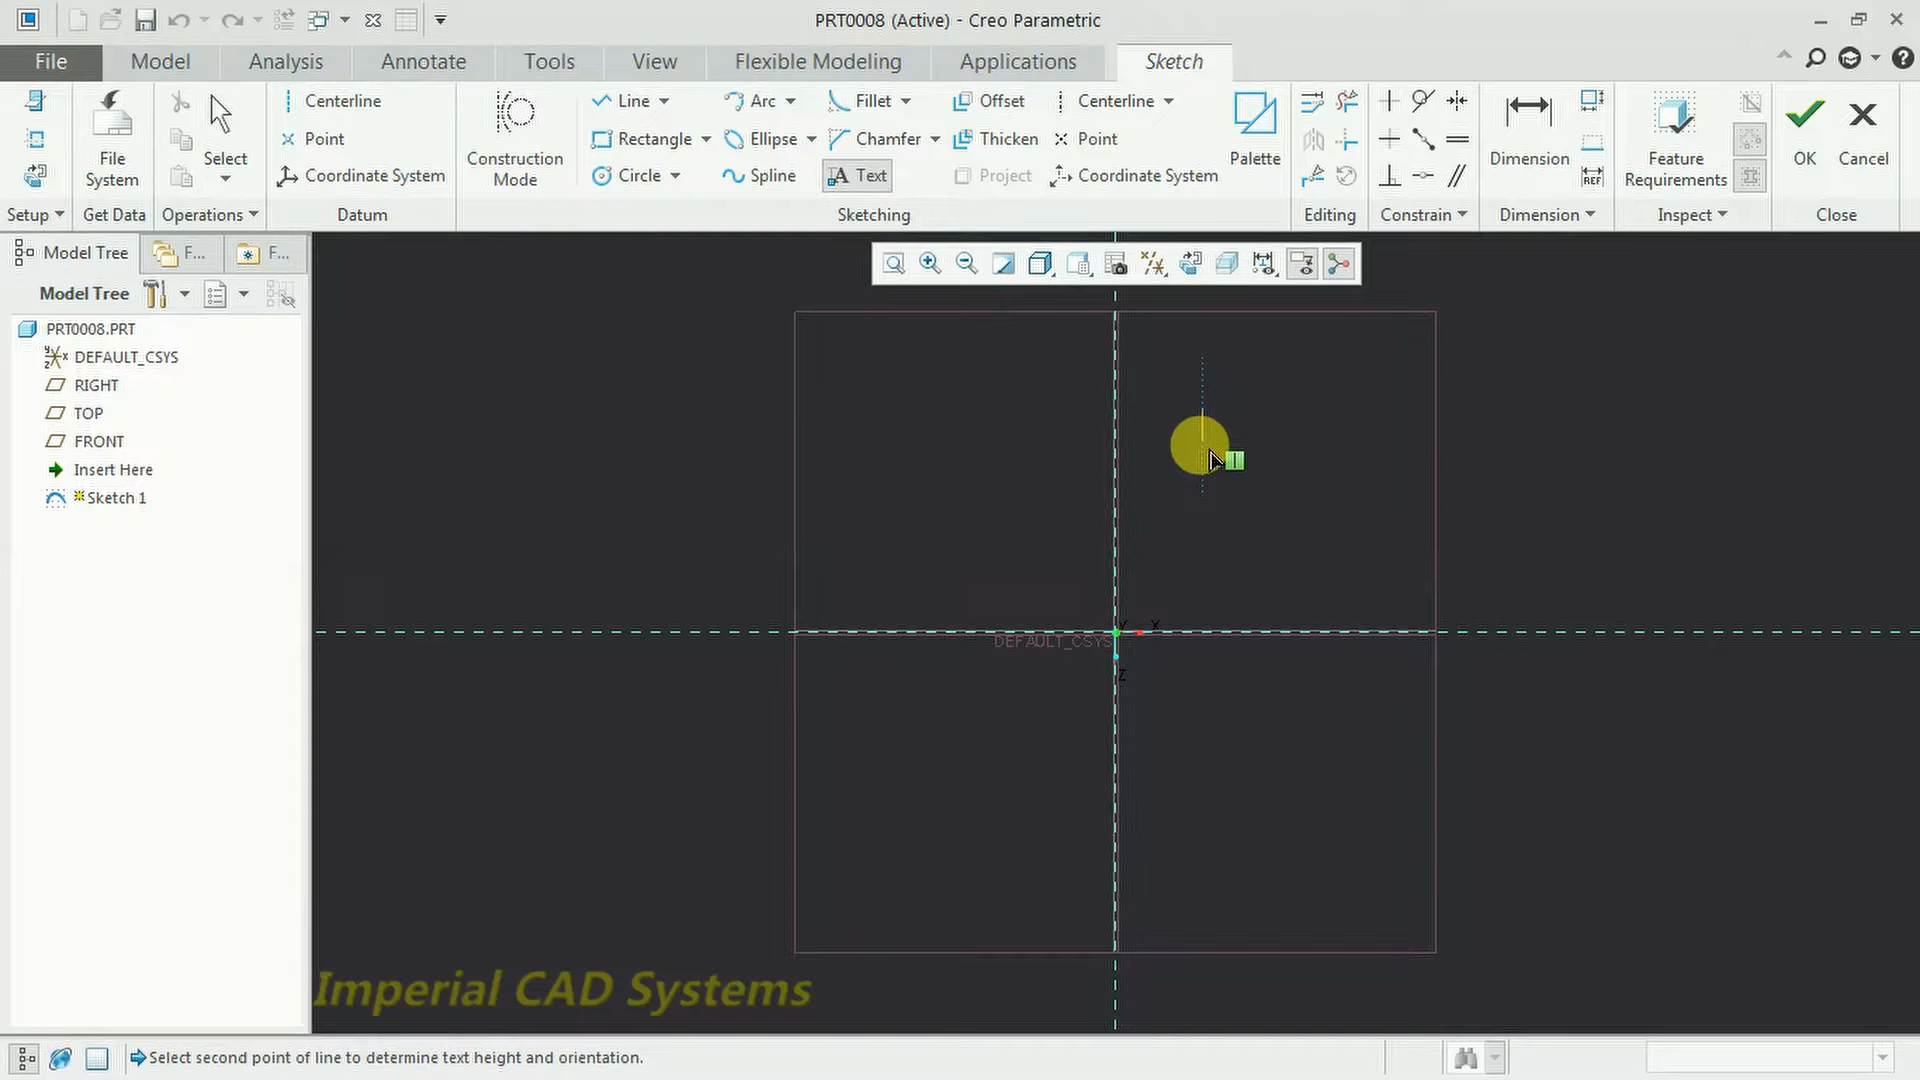 PRT0008 (Active) - Creo Parametric
File Model Analysis Annotate Tools View Flexible Modeling Applications Sketch
Centerline Line Arc Fillet Offset Centerline
Point Rectangle Ellipse Chamfer Thicken Point
Coordinate System Circle Spline Text Project Coordinate System
File System
Select
Construction Mode
Palette
Dimension
Feature Requirements
OK
Cancel
Setup Get Data Operations Datum Sketching Editing Constrain Dimension Inspect Close
Model Tree F... F...
Model Tree
PRT0008.PRT
DEFAULT_CSYS
RIGHT
TOP
FRONT
Insert Here
Sketch 1
Y X
DEFAULT_CSYS
Z
Imperial CAD Systems
Select second point of line to determine text height and orientation.